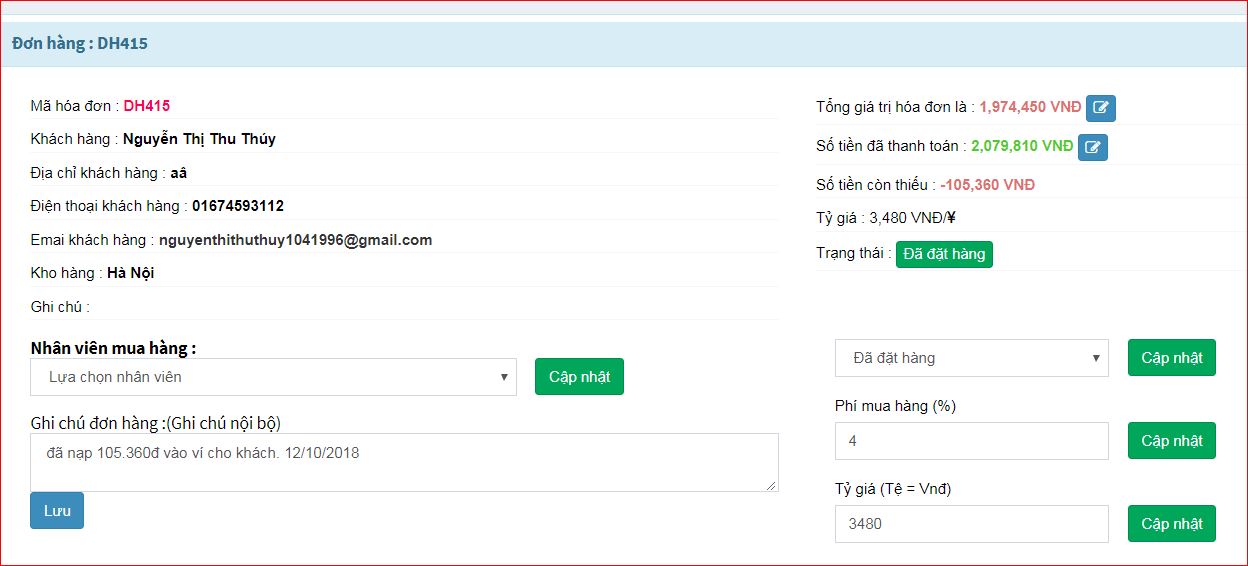 Đơn hàng : DH415
Mã hóa đơn : DH415
Khách hàng : Nguyễn Thị Thu Thúy
Địa chỉ khách hàng : aâ
Điện thoại khách hàng : 01674593112
Emai khách hàng : nguyenthithuthuy1041996@gmail.com
Kho hàng : Hà Nội
Ghi chú :
Nhân viên mua hàng :
Lựa chọn nhân viên
Cập nhật
Ghi chú đơn hàng :(Ghi chú nội bộ)
đã nạp 105.360đ vào ví cho khách. 12/10/2018
Lưu
Tổng giá trị hóa đơn là : 1,974,450 VNĐ
Số tiền đã thanh toán : 2,079,810 VNĐ
Số tiền còn thiếu : -105,360 VNĐ
Tỷ giá : 3,480 VNĐ/¥
Trạng thái : Đã đặt hàng
Đã đặt hàng
Cập nhật
Phí mua hàng (%)
4
Cập nhật
Tỷ giá (Tệ = Vnđ)
3480
Cập nhật